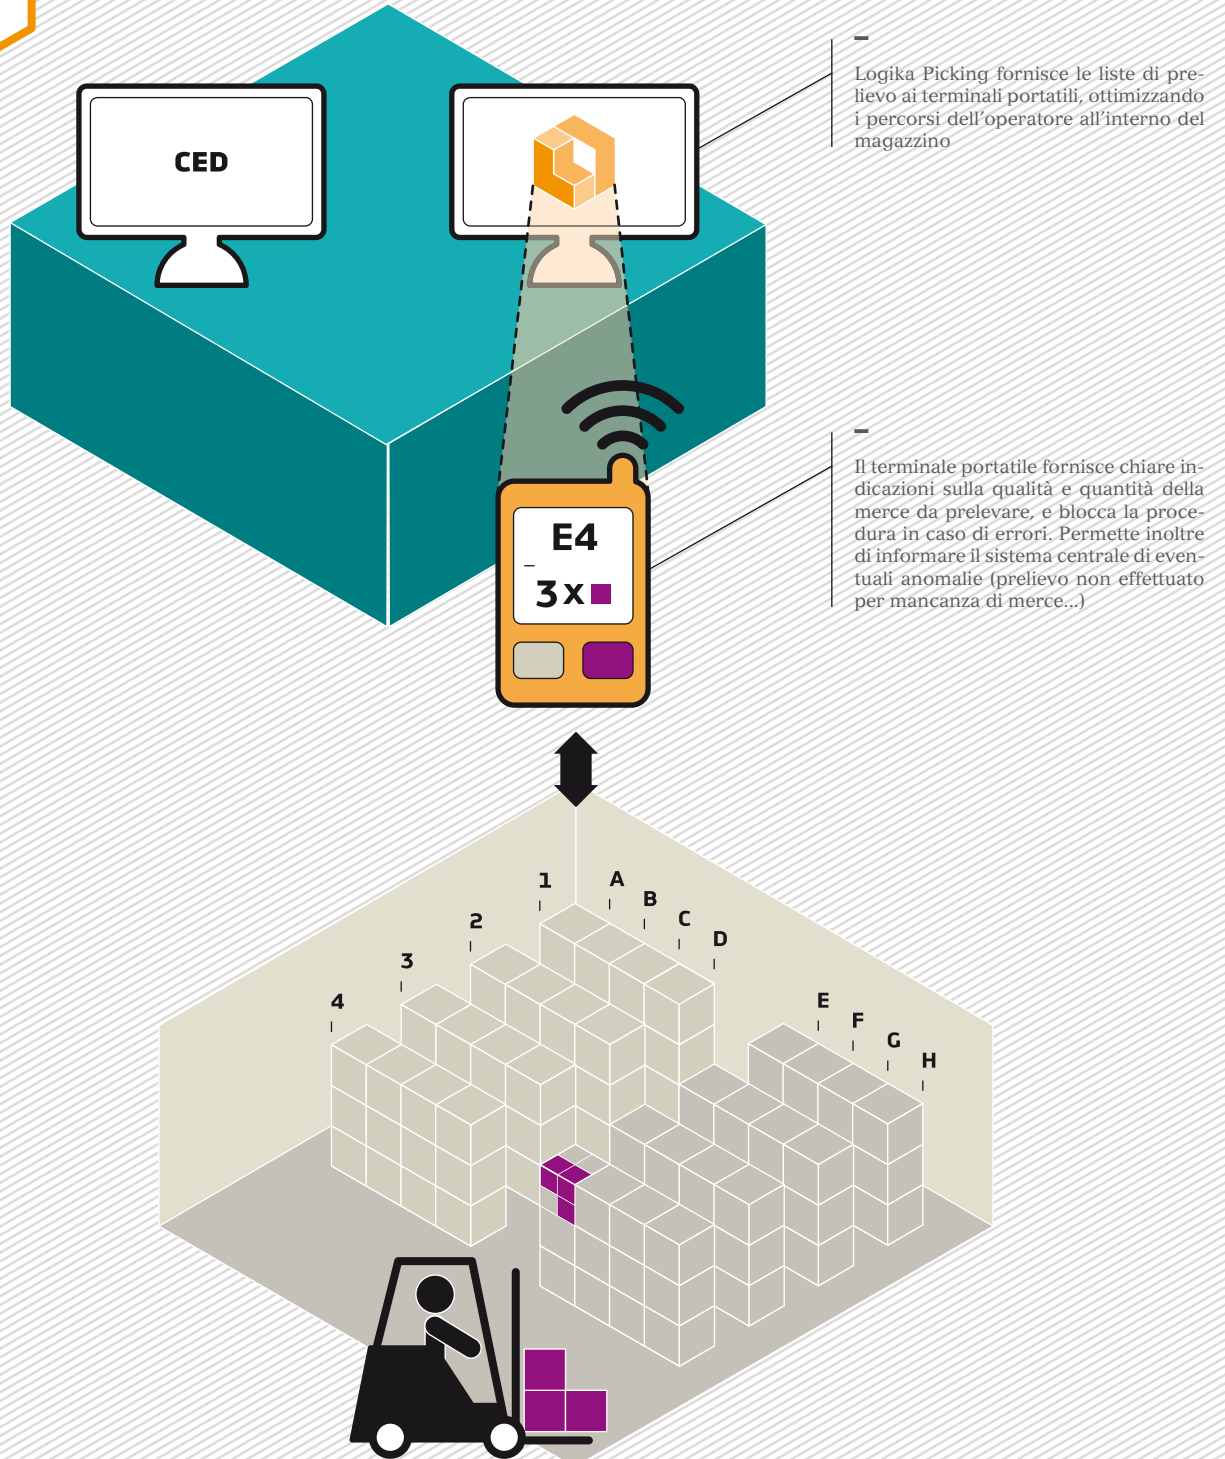 CED
Logika Picking fornisce le liste di pre-
lievo ai terminali portatili, ottimizzando
i percorsi dell'operatore all'interno del
magazzino
Il terminale portatile fornisce chiare in-
dicazioni sulla qualità e quantità della
merce da prelevare, e blocca la proce-
dura in caso di errori. Permette inoltre
di informare il sistema centrale di even-
tuali anomalie (prelievo non effettuato
per mancanza di merce...)
E4
3 x
1
2
3
4
A
B
C
D
E
F
G
H